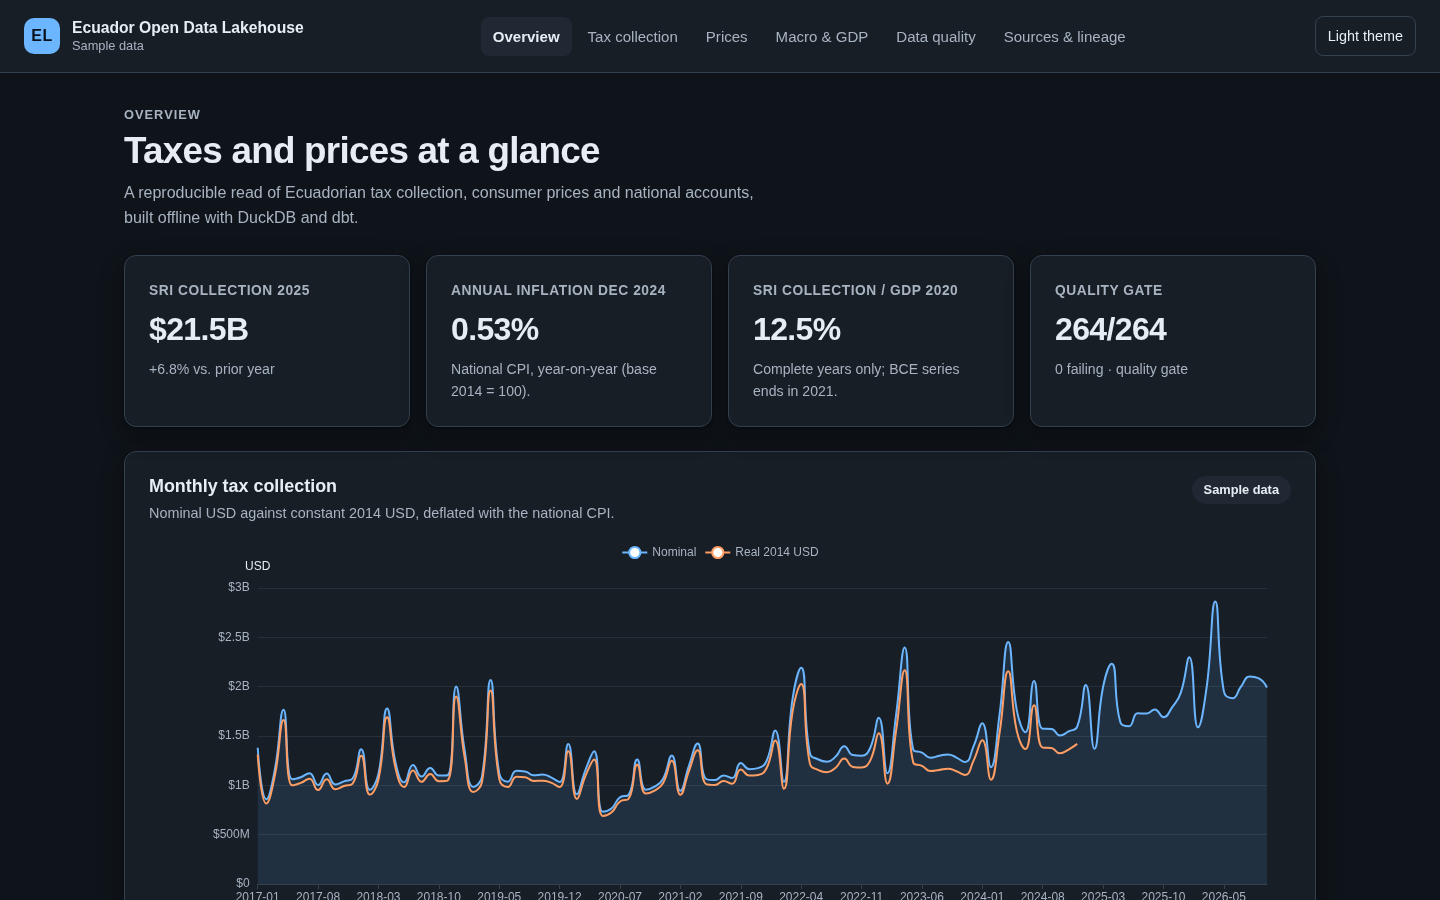 EL
Ecuador Open Data Lakehouse
Sample data
Overview
Tax collection
Prices
Macro & GDP
Data quality
Sources & lineage
Light theme
OVERVIEW
Taxes and prices at a glance
A reproducible read of Ecuadorian tax collection, consumer prices and national accounts,
built offline with DuckDB and dbt.
SRI COLLECTION 2025
$21.5B
+6.8% vs. prior year
ANNUAL INFLATION DEC 2024
0.53%
National CPI, year-on-year (base
2014 = 100).
SRI COLLECTION / GDP 2020
12.5%
Complete years only; BCE series
ends in 2021.
QUALITY GATE
264/264
0 failing · quality gate
Monthly tax collection
Nominal USD against constant 2014 USD, deflated with the national CPI.
Sample data
Nominal
Real 2014 USD
USD
$3B
$2.5B
$2B
$1.5B
$1B
$500M
$0
2017-01
2017-08
2018-03
2018-10
2019-05
2019-12
2020-07
2021-02
2021-09
2022-04
2022-11
2023-06
2024-01
2024-08
2025-03
2025-10
2026-05